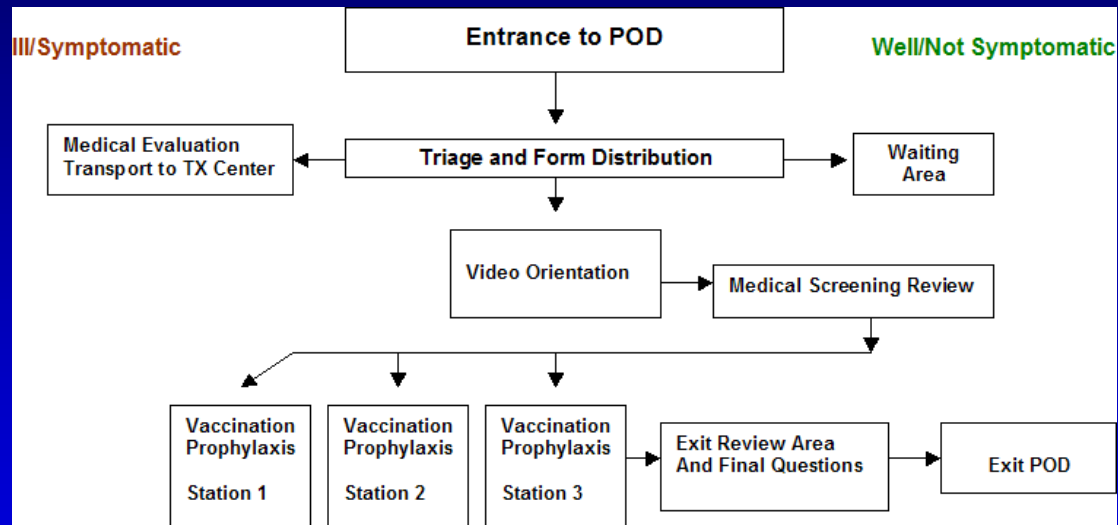 Ill/Symptomatic
Entrance to POD
Well/Not Symptomatic
Medical Evaluation
Transport to TX Center
Triage and Form Distribution
Waiting
Area
Video Orientation
Medical Screening Review
Vaccination
Prophylaxis
Station 1
Vaccination
Prophylaxis
Station 2
Vaccination
Prophylaxis
Station 3
Exit Review Area
And Final Questions
Exit POD